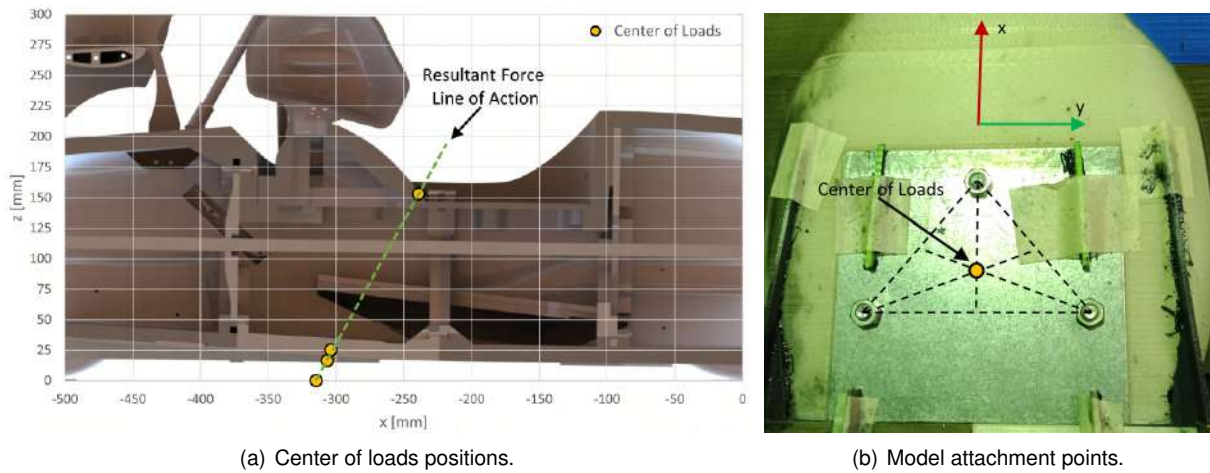 300
275
250
225
200
175
150
125
100
75
50
25
0
z [mm]
Center of Loads
Resultant Force
Line of Action
-500 -450 -400 -350 -300 -250 -200 -150 -100 -50 0
x [mm]
(a) Center of loads positions.
x
y
Center of Loads
(b) Model attachment points.